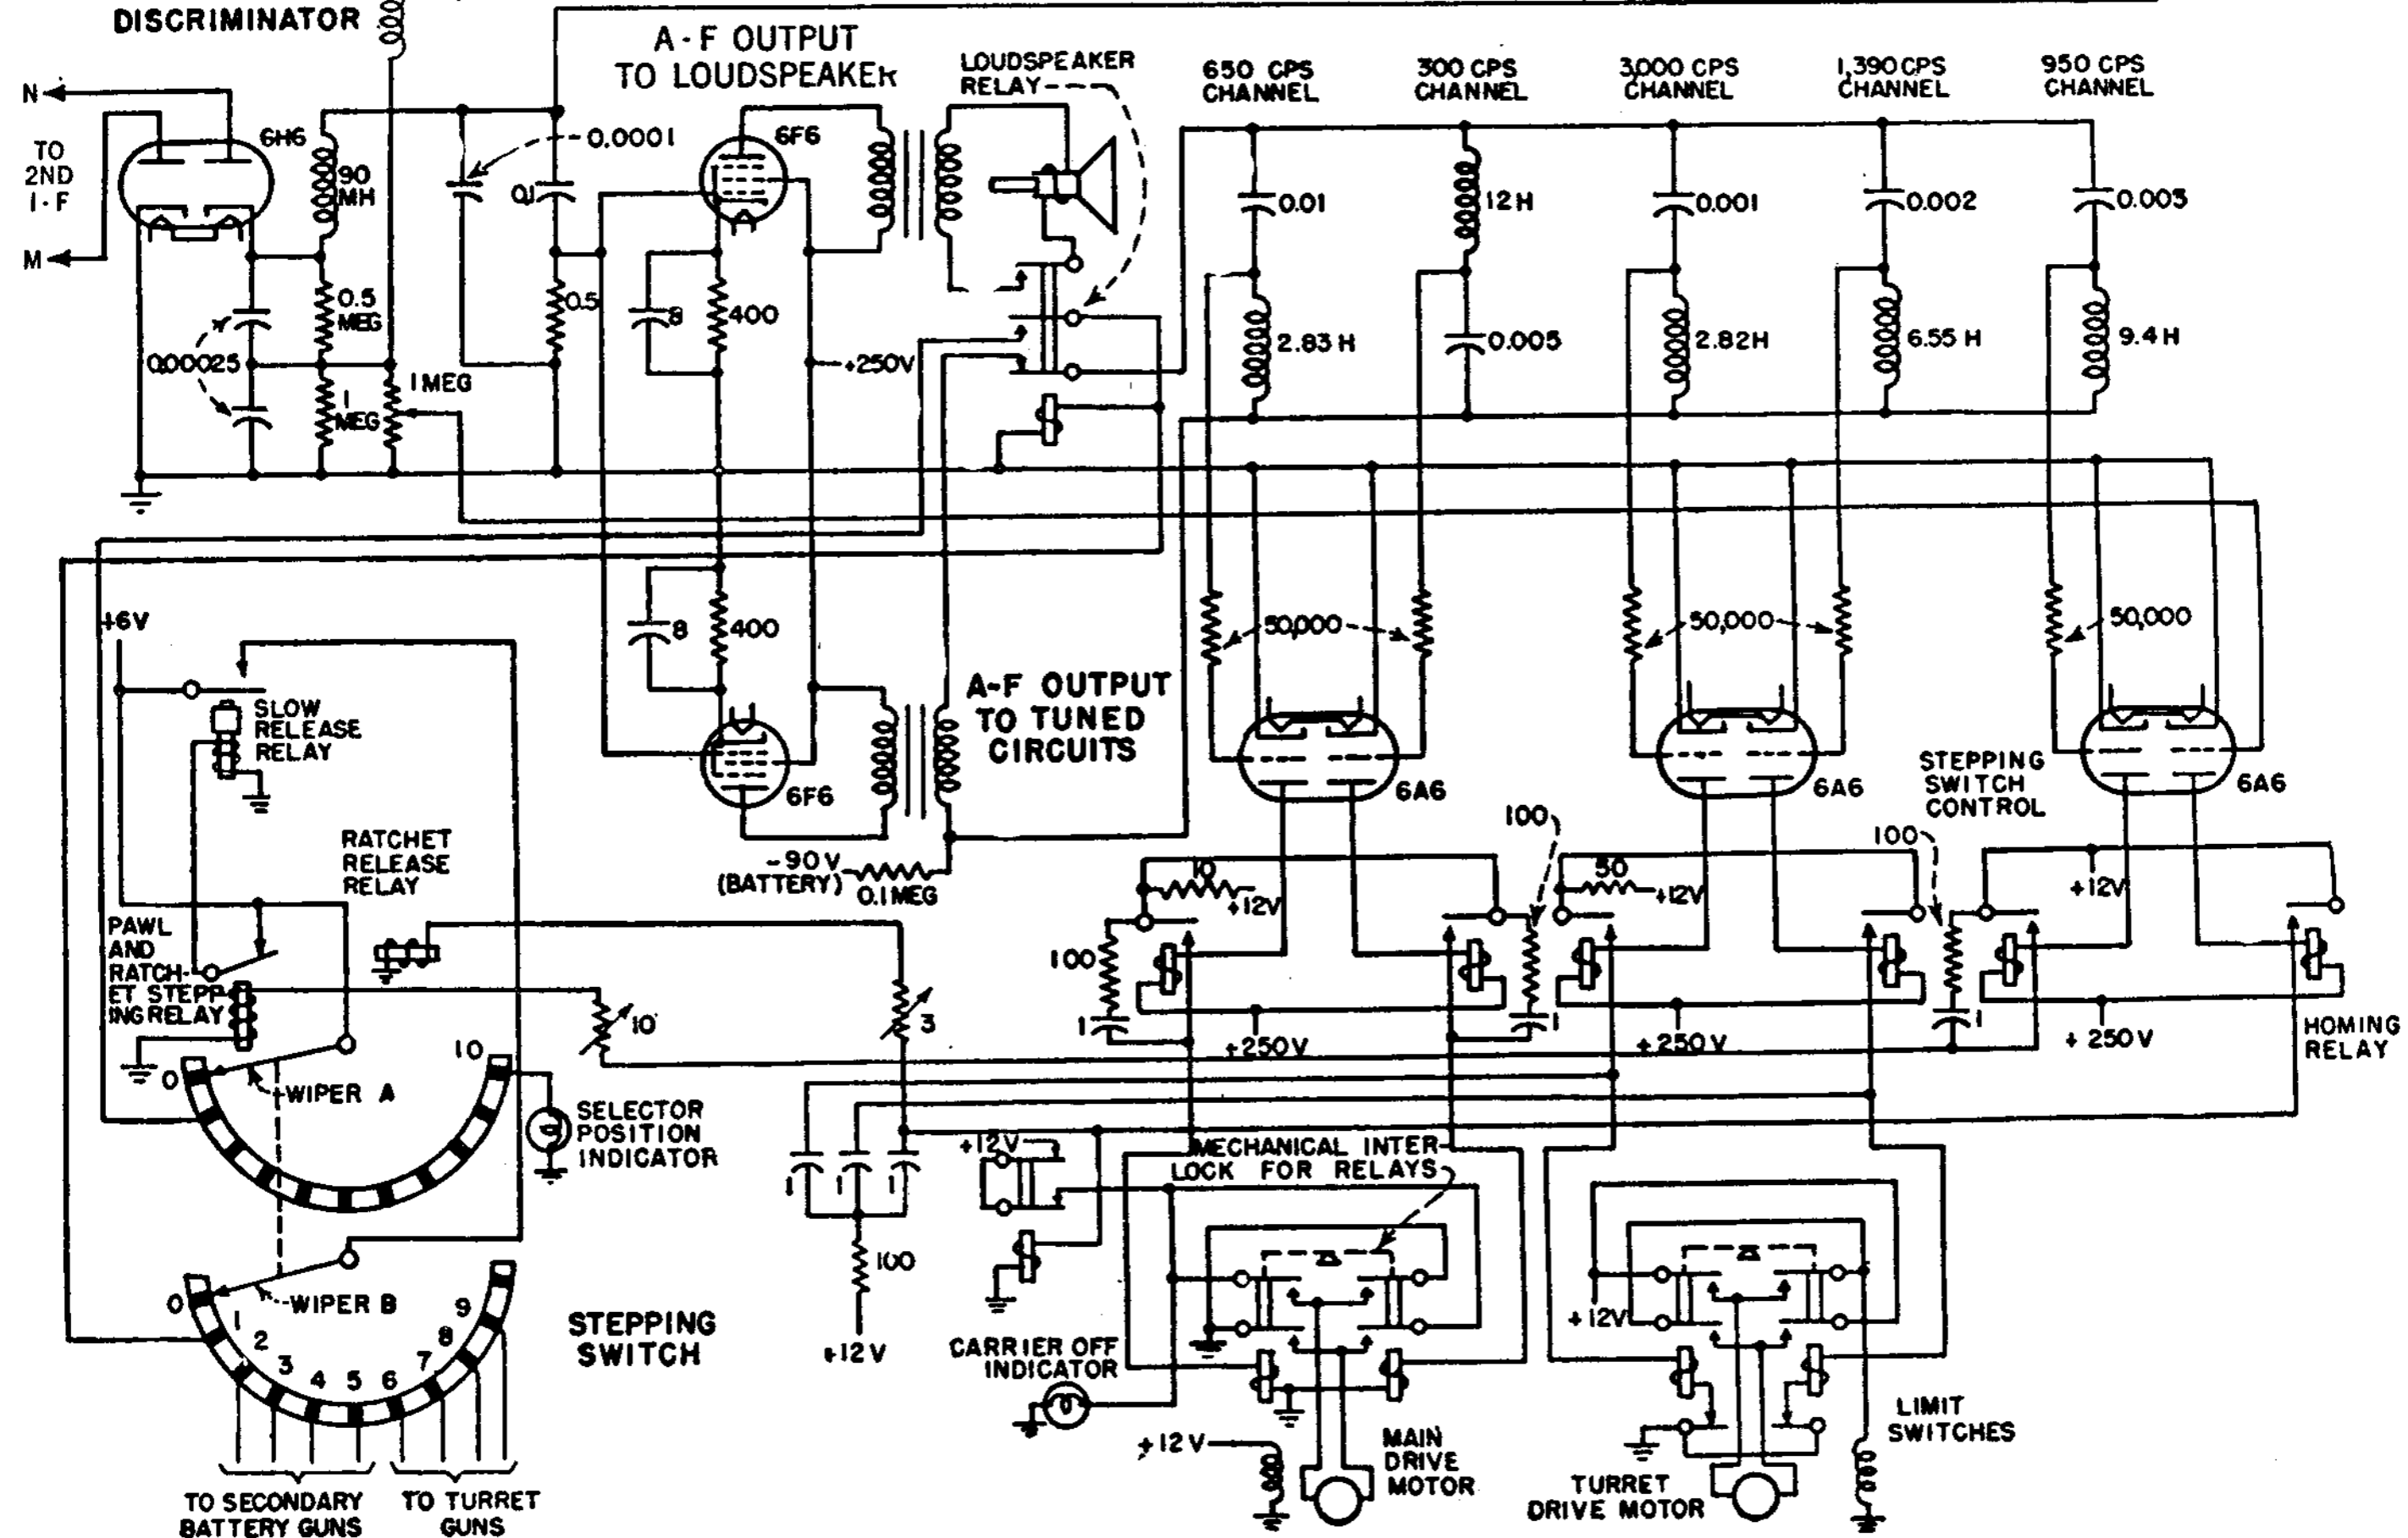 DISCRIMINATOR
N
TO
2ND
I-F
M
6H6
90
MH
0.5
MEG
0.00025
1
MEG
1 MEG
0.0001
0.1
0.5
A-F OUTPUT
TO LOUDSPEAKER
6F6
8
400
+250V
LOUDSPEAKER
RELAY
650 CPS
CHANNEL
300 CPS
CHANNEL
3,000 CPS
CHANNEL
1,390 CPS
CHANNEL
950 CPS
CHANNEL
0.01
12 H
0.001
0.002
0.005
2.83 H
0.005
2.82H
6.55 H
9.4 H
50,000
50,000
50,000
+6V
SLOW
RELEASE
RELAY
8
400
6F6
A-F OUTPUT
TO TUNED
CIRCUITS
-90V
(BATTERY)
0.1 MEG
6A6
6A6
6A6
STEPPING
SWITCH
CONTROL
RATCHET
RELEASE
RELAY
PAWL
AND
RATCH-
ET STEPP-
ING RELAY
10
3
10
+12V
100
50
+12V
100
+12V
100
1
1
1
+250V
+250V
+250V
HOMING
RELAY
0
10
WIPER A
SELECTOR
POSITION
INDICATOR
1
1
1
100
+12V
+12V
MECHANICAL INTER-
LOCK FOR RELAYS
0
1
2
3
4
5
6
7
8
9
WIPER B
STEPPING
SWITCH
CARRIER OFF
INDICATOR
+12V
MAIN
DRIVE
MOTOR
+12V
LIMIT
SWITCHES
TURRET
DRIVE MOTOR
TO SECONDARY
BATTERY GUNS
TO TURRET
GUNS